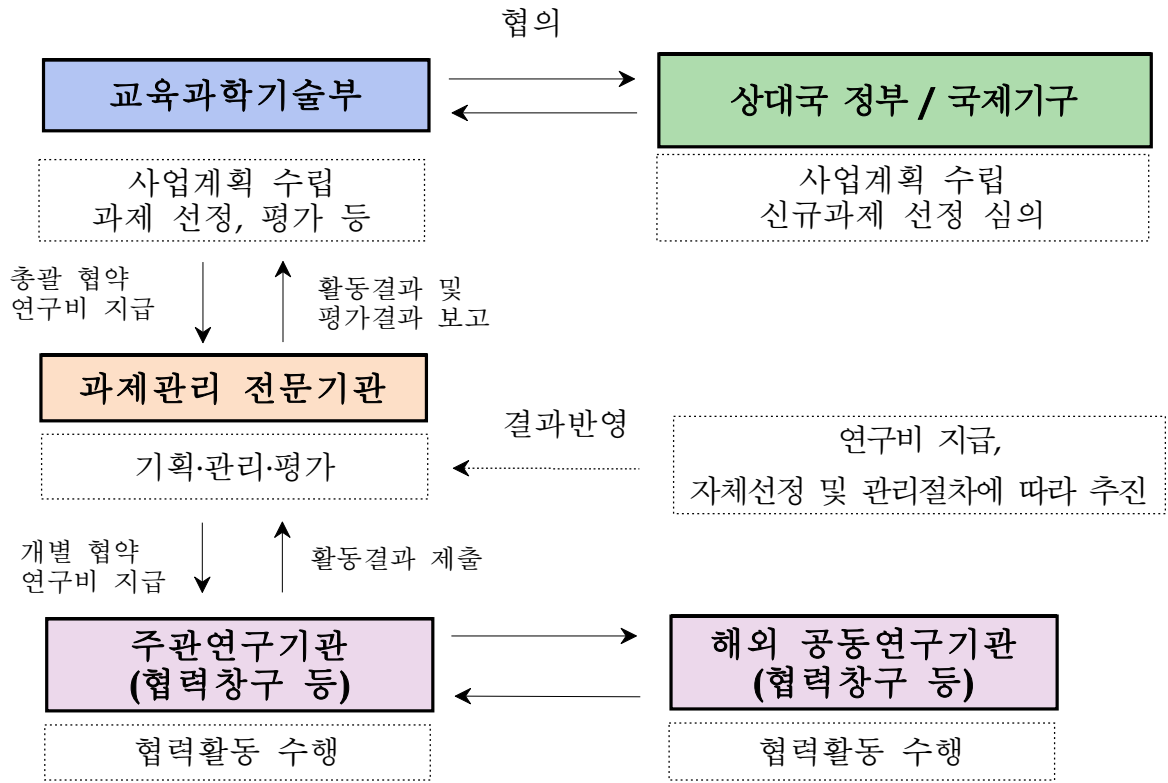 협의
교육과학기술부
상대국 정부 / 국제기구
사업계획 수립
과제 선정, 평가 등
사업계획 수립
신규과제 선정 심의
총괄 협약
연구비 지급
활동결과 및
평가결과 보고
과제관리 전문기관
기획·관리·평가
결과반영
연구비 지급,
자체선정 및 관리절차에 따라 추진
개별 협약
연구비 지급
활동결과 제출
주관연구기관
(협력창구 등)
해외 공동연구기관
(협력창구 등)
협력활동 수행
협력활동 수행